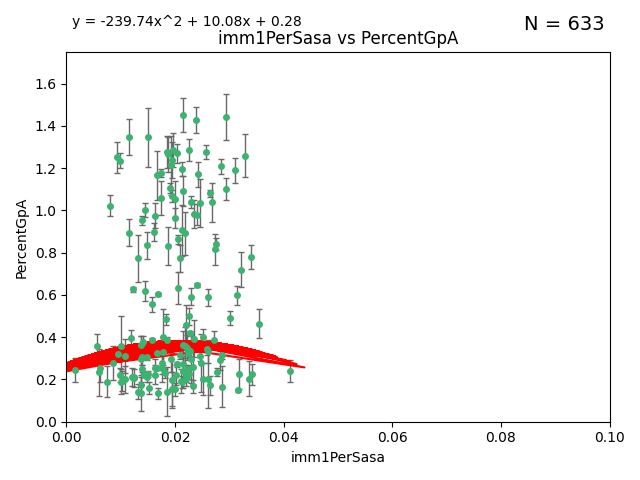 y = -239.74x^2 + 10.08x + 0.28
N = 633
imm1PerSasa vs PercentGpA
PercentGpA
1.6
1.4
1.2
1.0
0.8
0.6
0.4
0.2
0.0
0.00 0.02 0.04 0.06 0.08 0.10
imm1PerSasa